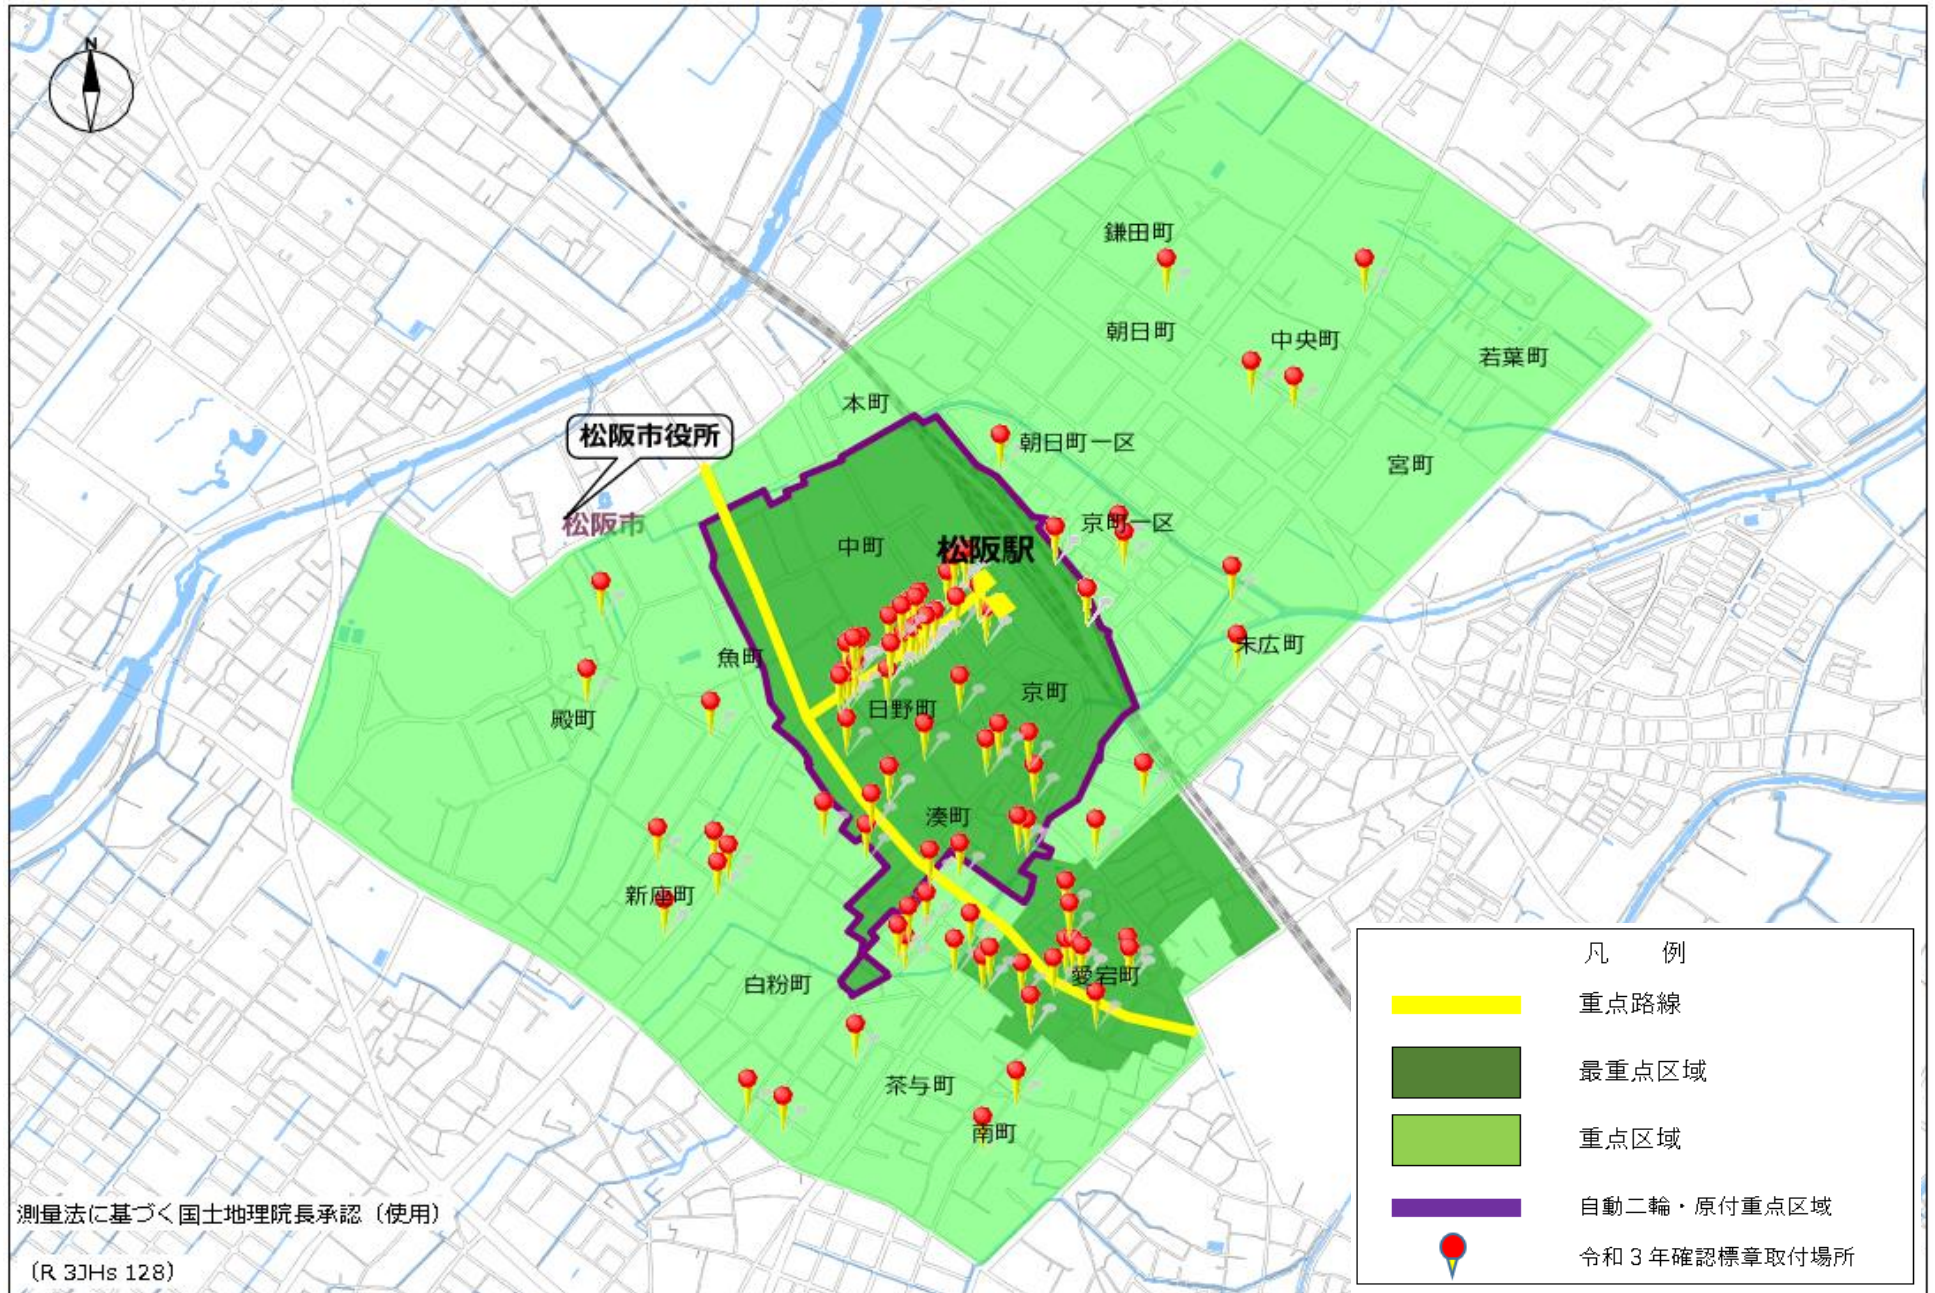 N
鎌田町
朝日町
中央町
若葉町
本町
松阪市役所
朝日町一区
宮町
松阪市
京町一区
中町
松阪駅
末広町
魚町
京町
日野町
殿町
湊町
新座町
愛宕町
白粉町
茶与町
南町
凡 例
重点路線
最重点区域
重点区域
自動二輪・原付重点区域
令和3年確認標章取付場所
測量法に基づく国土地理院長承認(使用)
(R 3JHs 128)